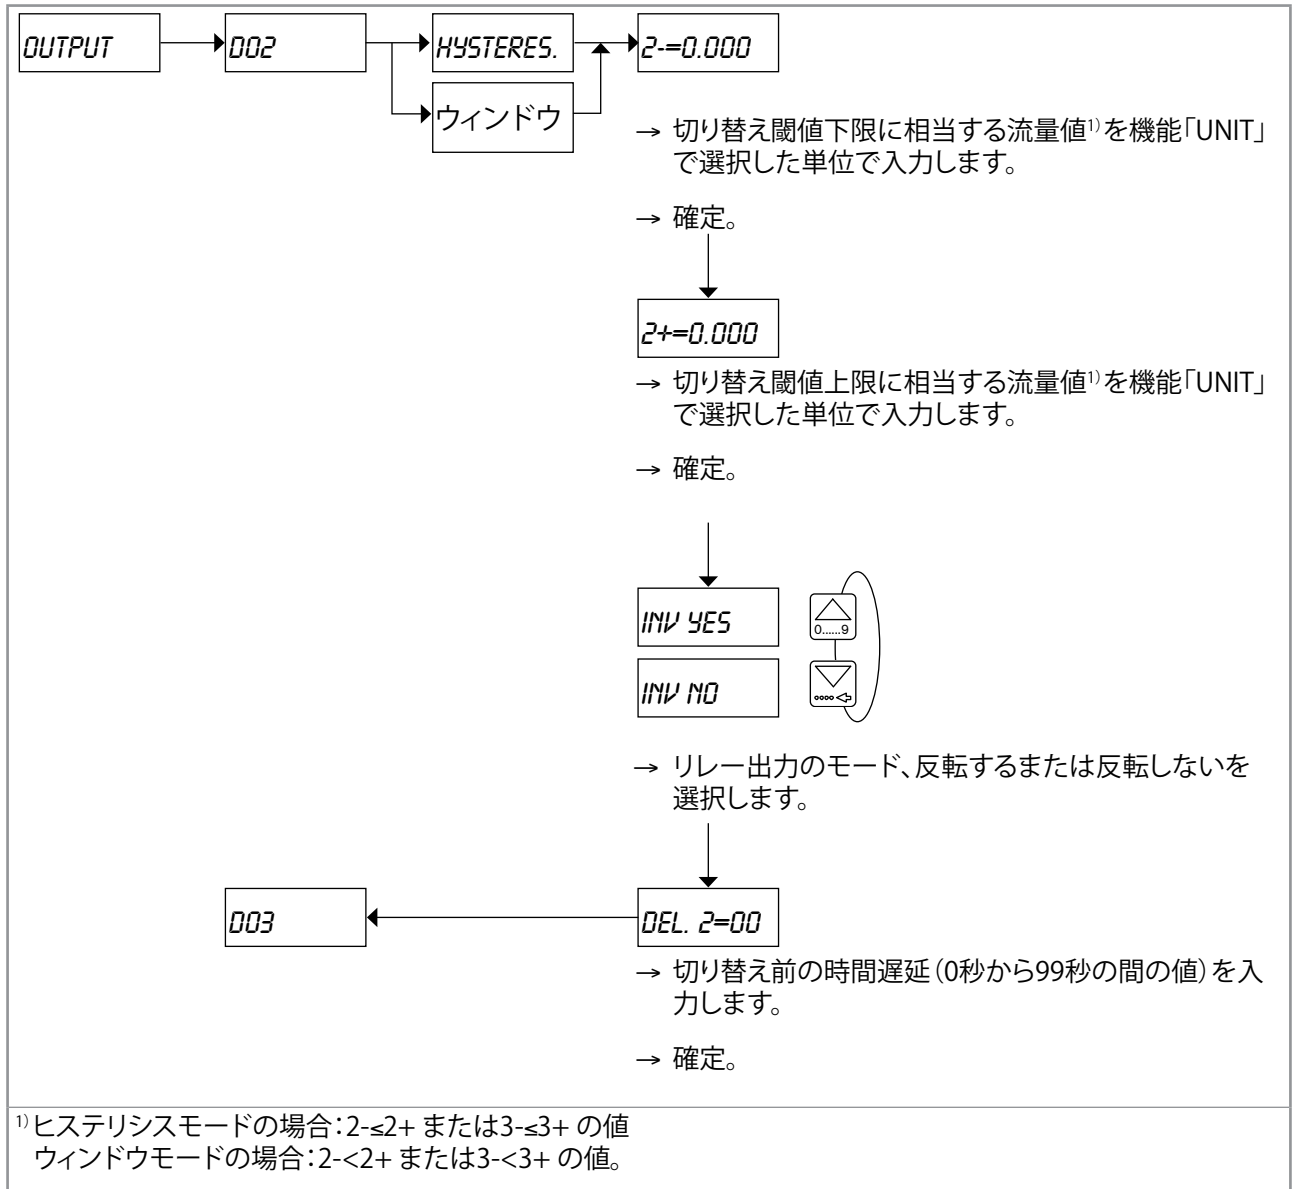 OUTPUT
DO2
HYSTERES.
2-=0.000
ウィンドウ
→ 切り替え閾値下限に相当する流量値1)を機能「UNIT」
で選択した単位で入力します。
→ 確定。
2+=0.000
→ 切り替え閾値上限に相当する流量値1)を機能「UNIT」
で選択した単位で入力します。
→ 確定。
INV YES
0......9
INV NO
→ リレー出力のモード、反転するまたは反転しないを
選択します。
DO3
DEL. 2=00
→ 切り替え前の時間遅延（0秒から99秒の間の値）を入
力します。
→ 確定。
1) ヒステリシスモードの場合：2-≤2+ または3-≤3+ の値
ウィンドウモードの場合：2-<2+ または3-<3+ の値。